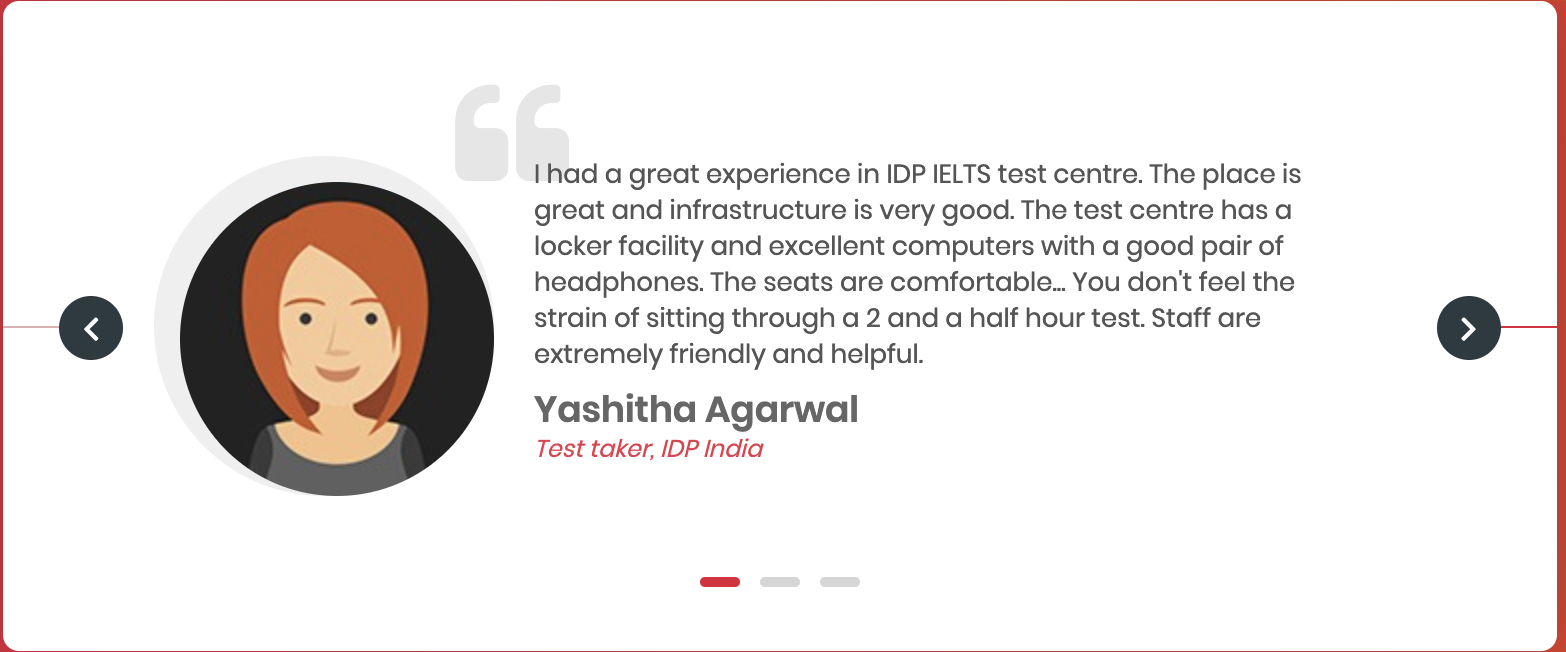 I had a great experience in IDP IELTS test centre. The place is
great and infrastructure is very good. The test centre has a
locker facility and excellent computers with a good pair of
headphones. The seats are comfortable... You don't feel the
strain of sitting through a 2 and a half hour test. Staff are
extremely friendly and helpful.
Yashitha Agarwal
Test taker, IDP India